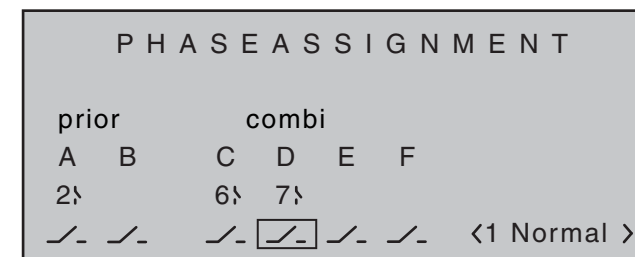 PHASEASSIGNMENT
prior combi
A B C D E F
2 6 7
<1 Normal >